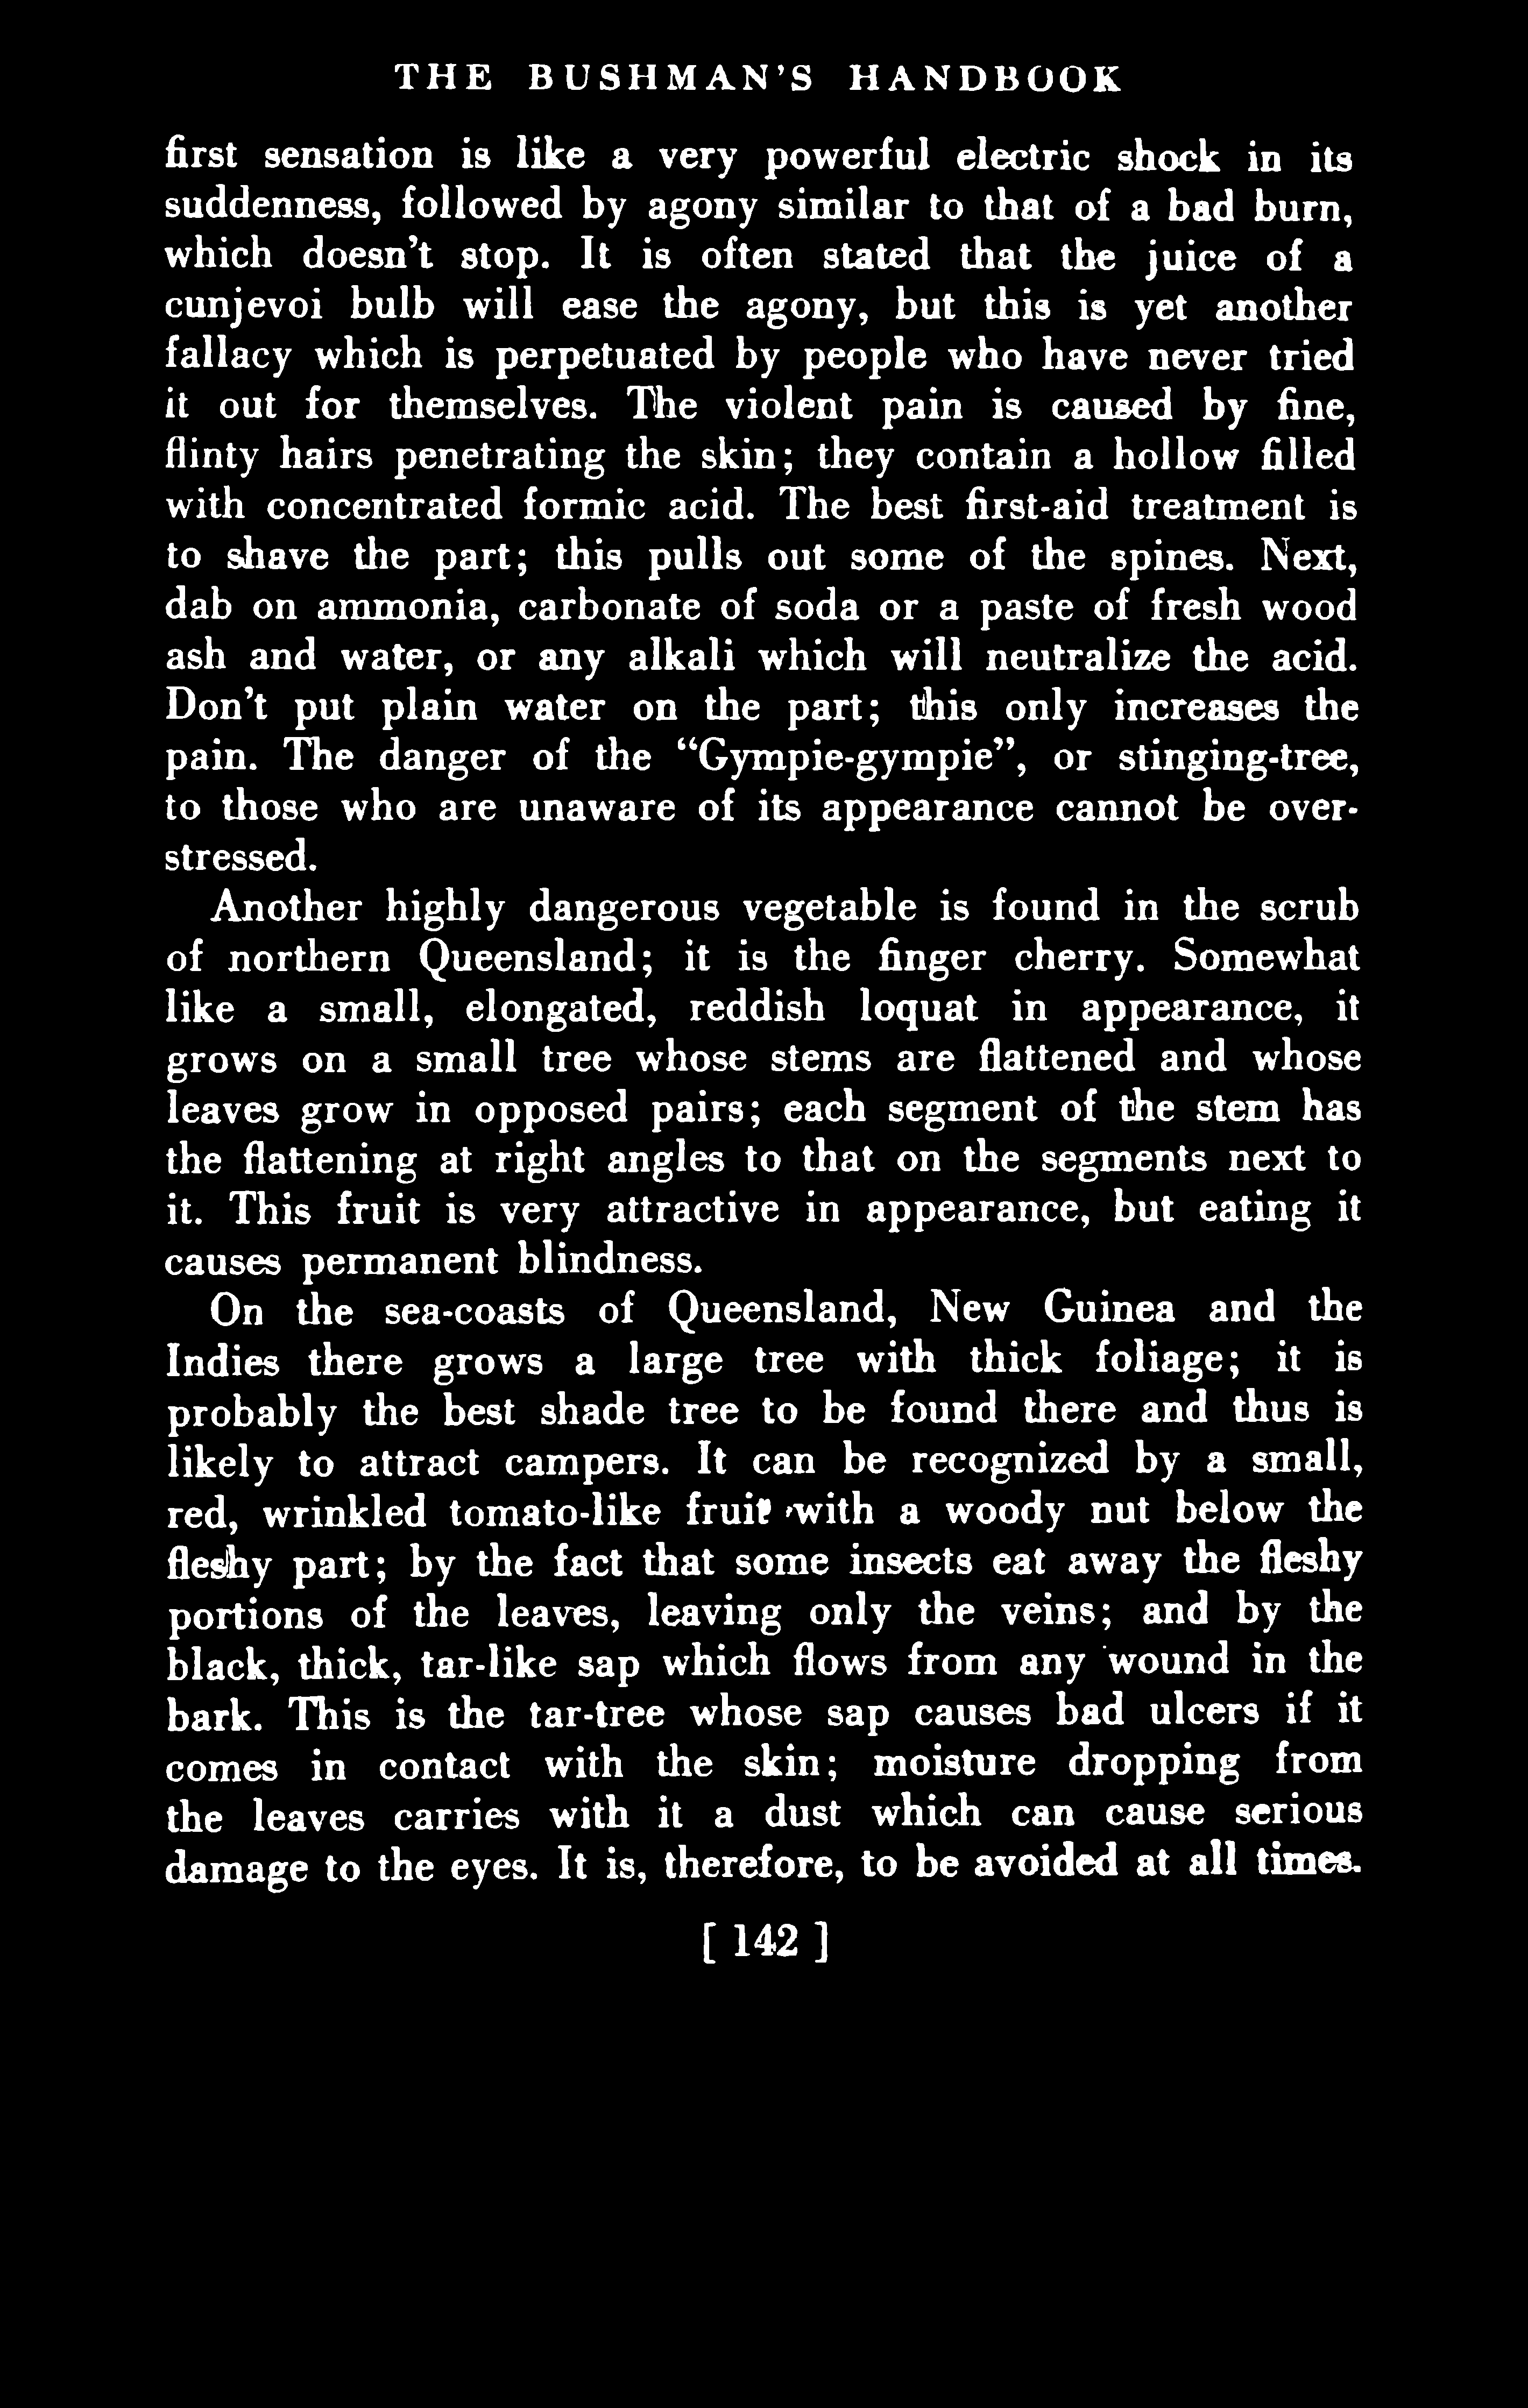 THE BUSHMAN'S HANDBOOK
first sensation is like a very powerful electric shock in its
suddenness, followed by agony similar to that of a bad burn,
which doesn't stop. It is often stated that the juice of a
cunjevoi bulb will ease the agony, but this is yet another
fallacy which is perpetuated by people who have never tried
it out for themselves. The violent pain is caused by fine,
flinty hairs penetrating the skin; they contain a hollow filled
with concentrated formic acid. The best first-aid treatment is
to shave the part; this pulls out some of the spines. Next,
dab on ammonia, carbonate of soda or a paste of fresh wood
ash and water, or any alkali which will neutralize the acid.
Don't put plain water on the part; this only increases the
pain. The danger of the “Gympie-gympie”, or stinging-tree,
to those who are unaware of its appearance cannot be over-
stressed.
Another highly dangerous vegetable is found in the scrub
of northern Queensland; it is the finger cherry. Somewhat
like a small, elongated, reddish loquat in appearance, it
grows on a small tree whose stems are flattened and whose
leaves grow in opposed pairs; each segment of the stem has
the flattening at right angles to that on the segments next to
it. This fruit is very attractive in appearance, but eating it
causes permanent blindness.
On the sea-coasts of Queensland, New Guinea and the
Indies there grows a large tree with thick foliage; it is
probably the best shade tree to be found there and thus is
likely to attract campers. It can be recognized by a small,
red, wrinkled tomato-like fruit with a woody nut below the
fleshy part; by the fact that some insects eat away the fleshy
portions of the leaves, leaving only the veins; and by the
black, thick, tar-like sap which flows from any wound in the
bark. This is the tar-tree whose sap causes bad ulcers if it
comes in contact with the skin; moisture dropping from
the leaves carries with it a dust which can cause serious
damage to the eyes. It is, therefore, to be avoided at all times.
[ 142 ]